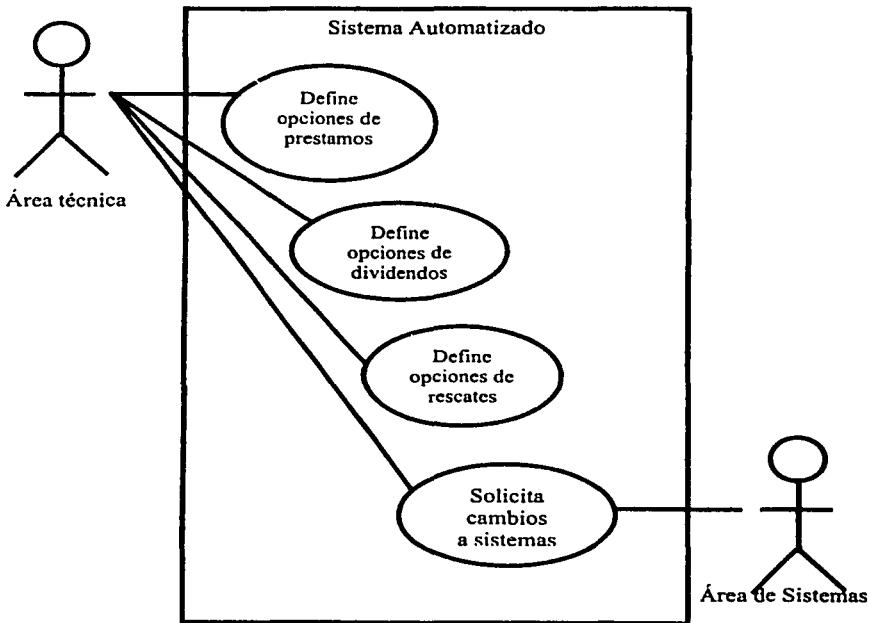 Sistema Automatizado
Define
opciones de
prestamos
Área técnica
Define
opciones de
dividendos
Define
opciones de
rescates
Solicita
cambios
a sistemas
Área de Sistemas